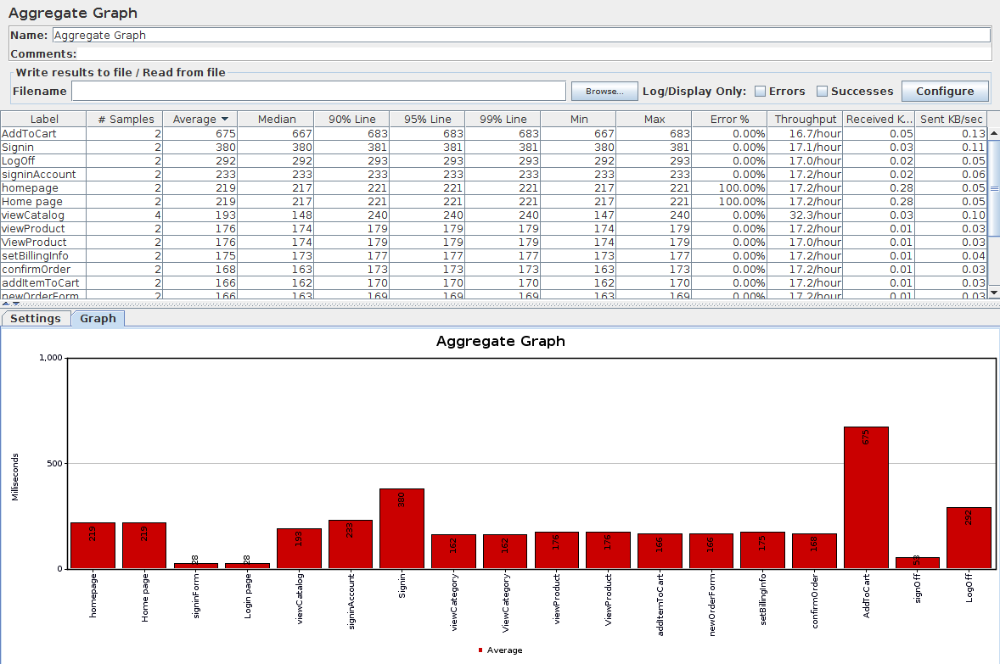 Aggregate Graph
Name: Aggregate Graph
Comments:
Write results to file / Read from file
Filename Browse... Log/Display Only: Errors Successes Configure
Label # Samples Average Median 90% Line 95% Line 99% Line Min Max Error % Throughput Received K... Sent KB/sec
AddToCart 2 675 667 683 683 683 667 683 0.00% 16.7/hour 0.05 0.13
Signin 2 380 380 381 381 381 380 381 0.00% 17.1/hour 0.03 0.11
LogOff 2 292 292 293 293 293 292 293 0.00% 17.0/hour 0.02 0.05
signinAccount 2 233 233 233 233 233 233 233 0.00% 17.2/hour 0.02 0.06
homepage 2 219 217 221 221 221 217 221 100.00% 17.2/hour 0.28 0.05
Home page 2 219 217 221 221 221 217 221 100.00% 17.2/hour 0.28 0.05
viewCatalog 4 193 148 240 240 240 147 240 0.00% 32.3/hour 0.03 0.10
viewProduct 2 176 174 179 179 179 174 179 0.00% 17.2/hour 0.01 0.03
ViewProduct 2 176 174 179 179 179 174 179 0.00% 17.0/hour 0.01 0.03
setBillingInfo 2 175 173 177 177 177 173 177 0.00% 17.2/hour 0.01 0.04
confirmOrder 2 168 163 173 173 173 163 173 0.00% 17.2/hour 0.01 0.03
addItemToCart 2 166 162 170 170 170 162 170 0.00% 17.2/hour 0.01 0.03
newOrderForm 2 166 163 169 169 169 163 169 0.00% 17.2/hour 0.01 0.03
Settings Graph
Aggregate Graph
1,000
500
0
Milliseconds
219 219 28 28 193 233 380 162 162 176 176 166 166 175 168 675 53 292
homepage Home page signinForm Login page viewCatalog signinAccount Signin viewCategory ViewCategory viewProduct ViewProduct addItemToCart newOrderForm setBillingInfo confirmOrder AddToCart signOff LogOff
Average